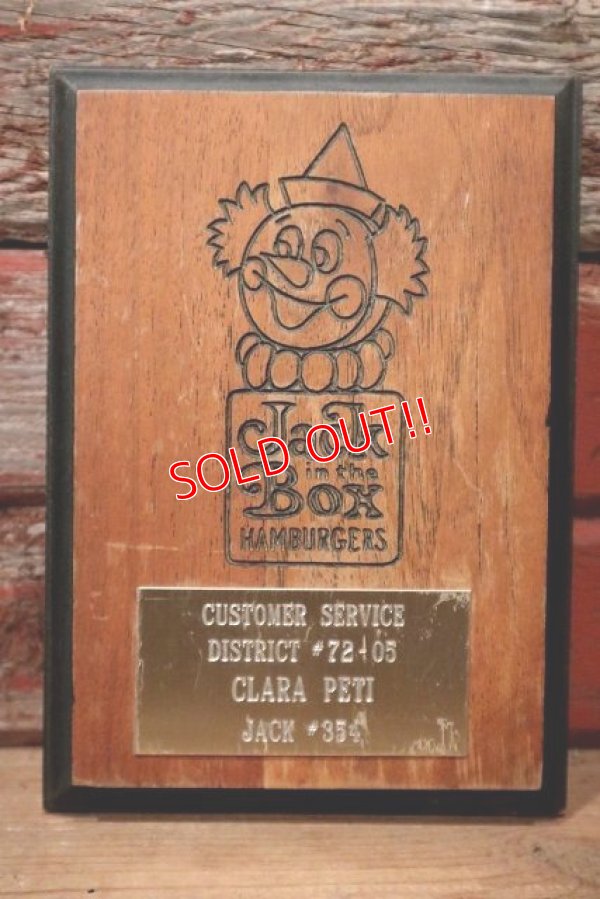 Jack
in the
Box
HAMBURGERS
SOLD OUT!!
CUSTOMER SERVICE
DISTRICT #72-05
CLARA PETI
JACK #354